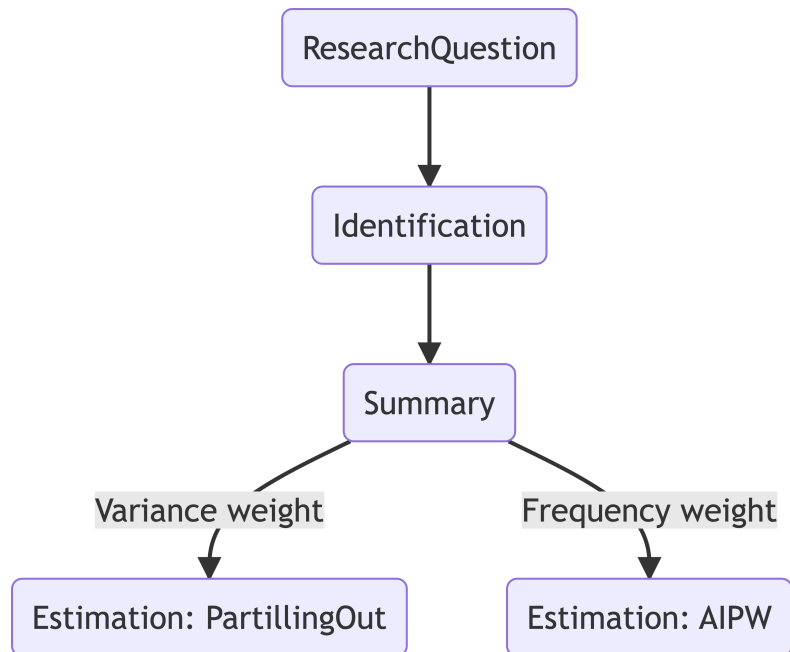 ResearchQuestion
Identification
Summary
Variance weight
Frequency weight
Estimation: PartillingOut
Estimation: AIPW